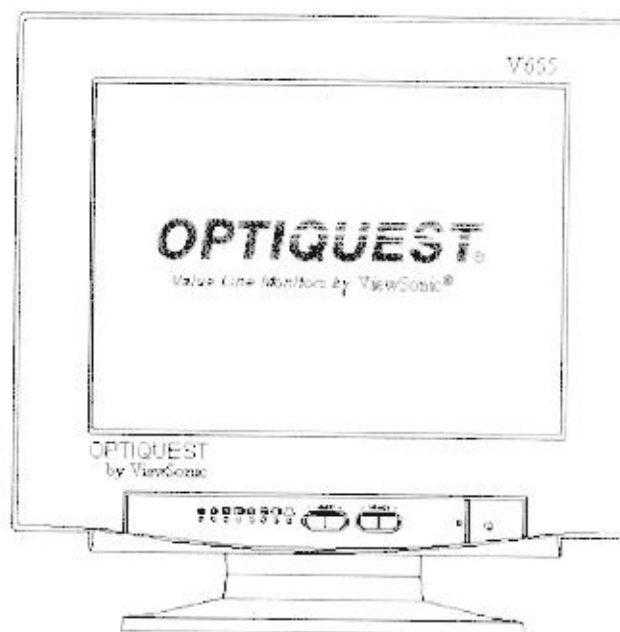 V655
OPTIQUEST®
Value Line Monitors by ViewSonic®
OPTIQUEST
by ViewSonic